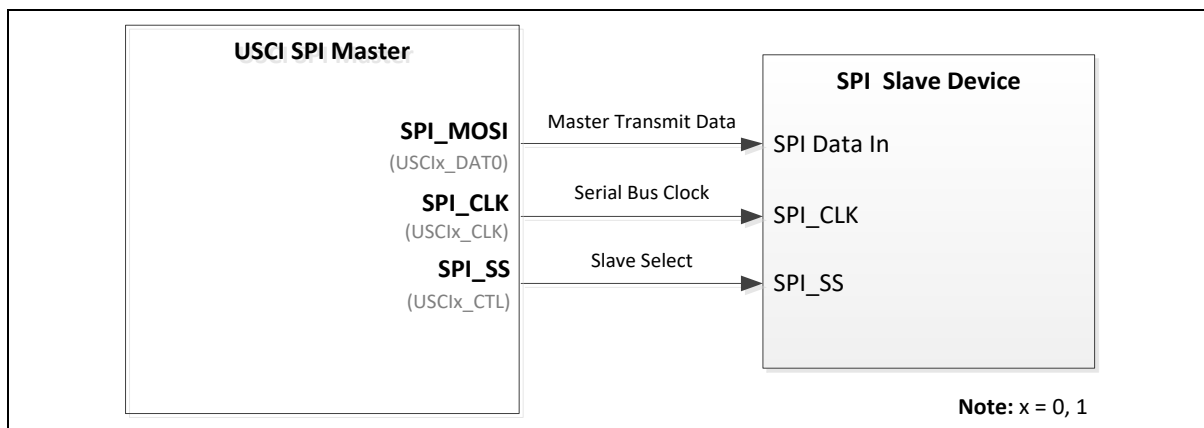 USCI SPI Master
SPI Slave Device
SPI_MOSI
(USCIx_DAT0)
Master Transmit Data
SPI Data In
SPI_CLK
(USCIx_CLK)
Serial Bus Clock
SPI_CLK
SPI_SS
(USCIx_CTL)
Slave Select
SPI_SS
Note: x = 0, 1